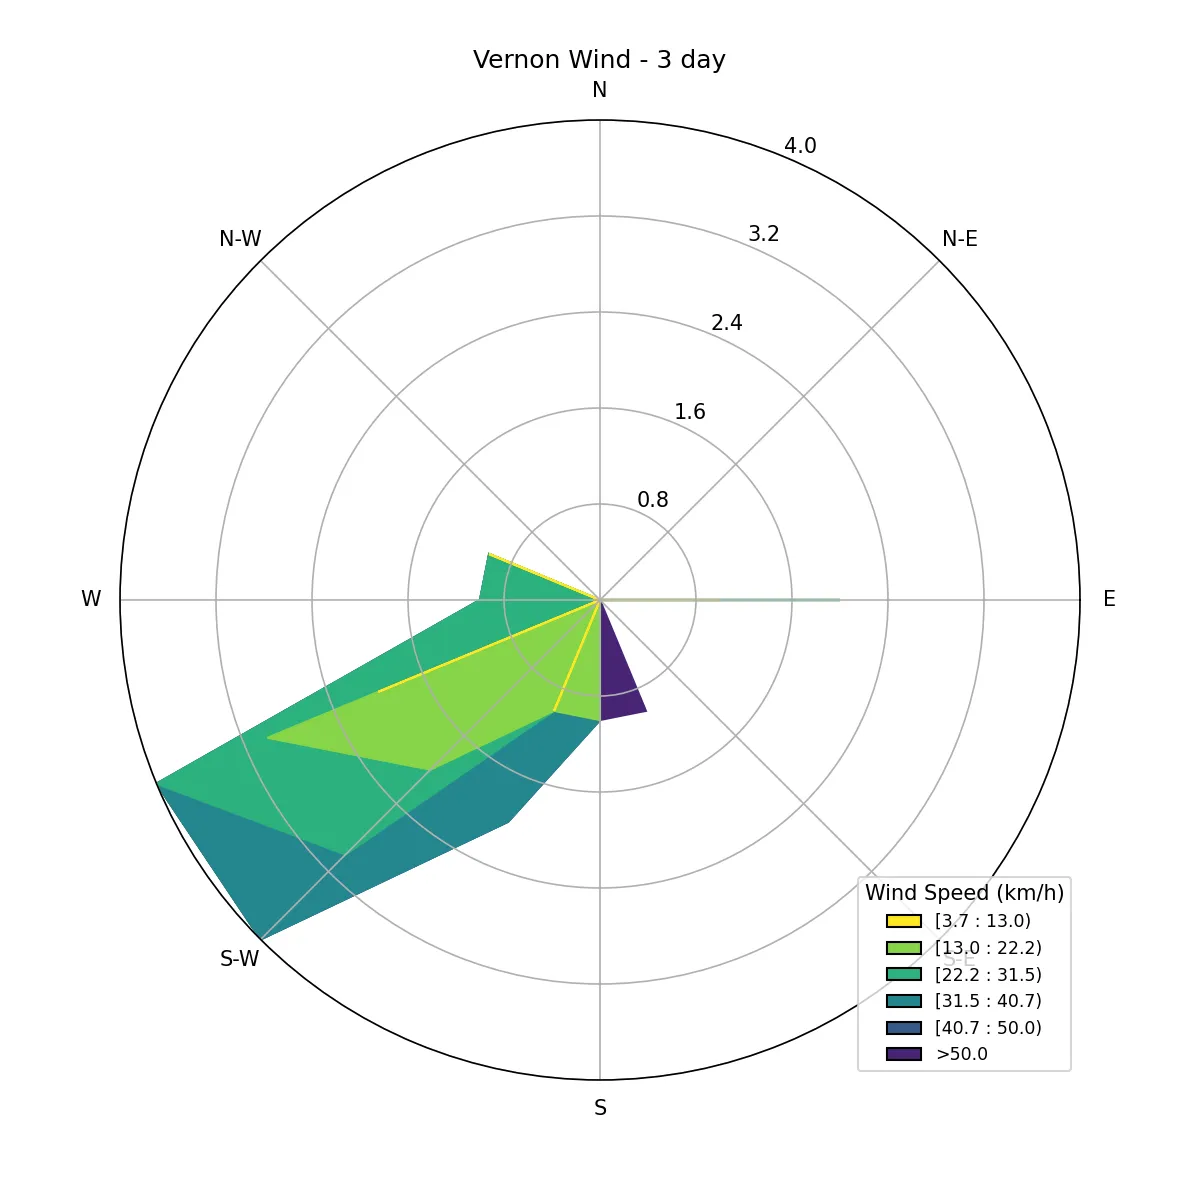 Vernon Wind - 3 day
N
4.0
N-W
3.2
N-E
2.4
1.6
0.8
W
E
Wind Speed (km/h)
[3.7 : 13.0)
[13.0 : 22.2)
S-W
S-E
[22.2 : 31.5)
[31.5 : 40.7)
[40.7 : 50.0)
>50.0
S